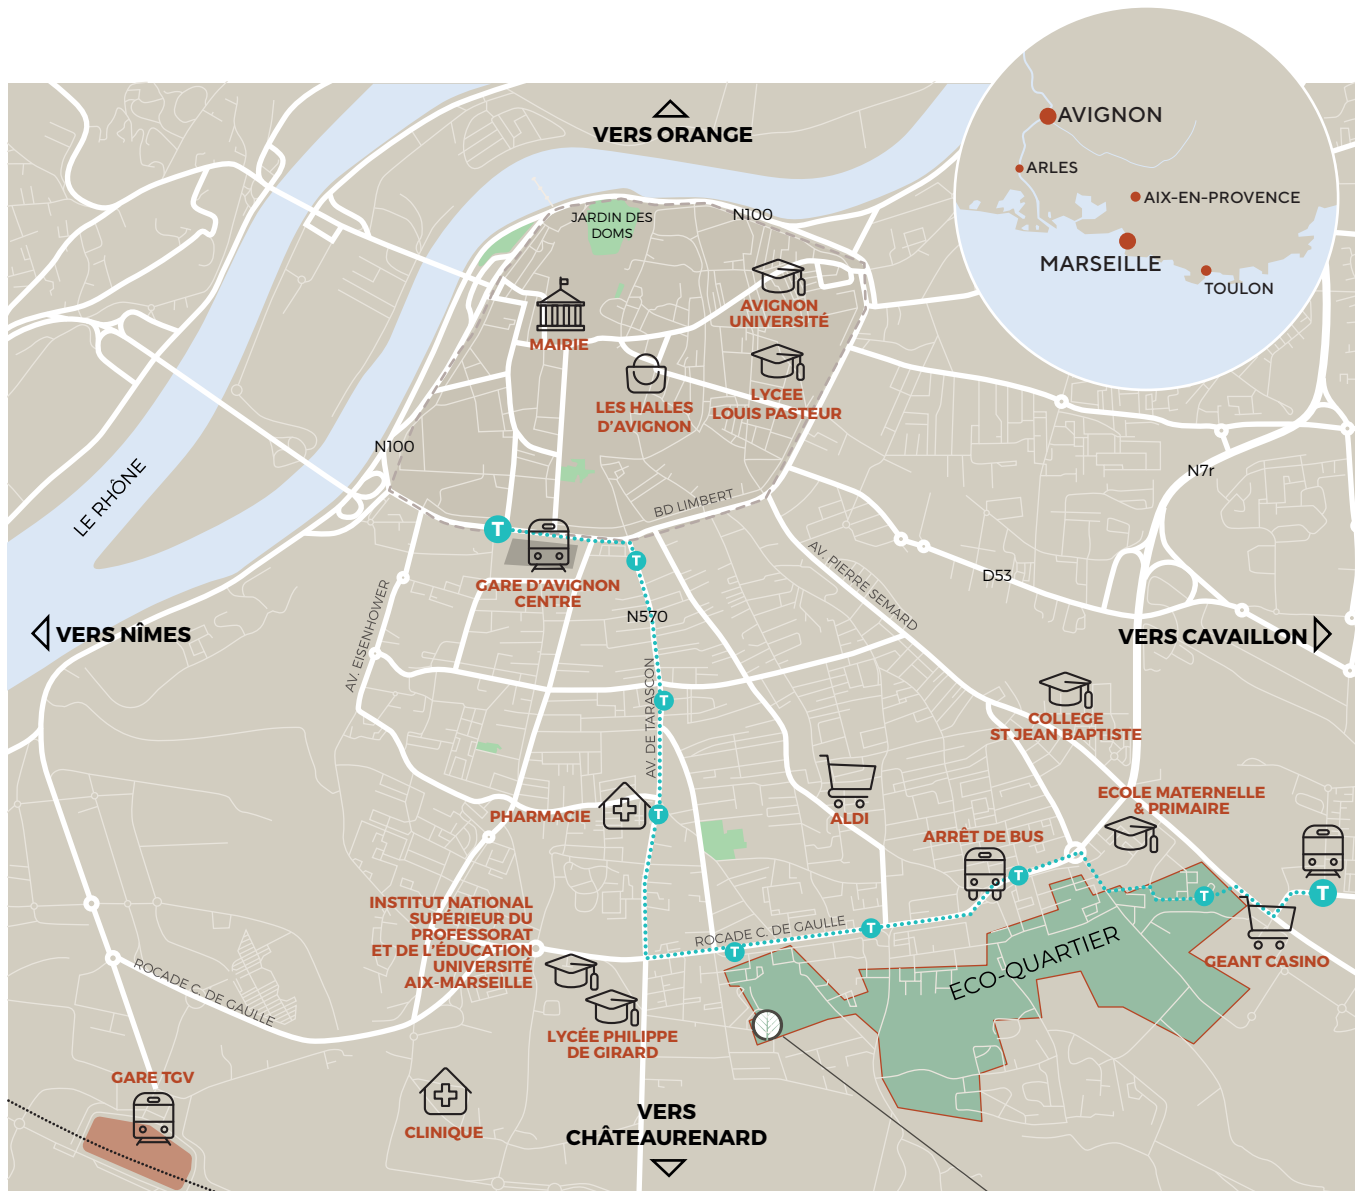 AVIGNON
ARLES
AIX-EN-PROVENCE
MARSEILLE
TOULON
VERS ORANGE
JARDIN DES
DOMS
N100
AVIGNON
UNIVERSITÉ
MAIRIE
LYCEE
LOUIS PASTEUR
LES HALLES
D'AVIGNON
N100
LE RHÔNE
N7r
BD LIMBERT
T
T
GARE D'AVIGNON
CENTRE
AV. PIERRE SEMARD
D53
N570
AV. EISENHOWER
VERS NÎMES
VERS CAVAILLON
AV. DE TARASCON
T
COLLEGE
ST JEAN BAPTISTE
PHARMACIE
T
ALDI
ECOLE MATERNELLE
& PRIMAIRE
ARRÊT DE BUS
T
T
T
INSTITUT NATIONAL
SUPÉRIEUR DU
PROFESSORAT
ET DE L'ÉDUCATION
UNIVERSITÉ
AIX-MARSEILLE
ROCADE C. DE GAULLE
T
T
ECO-QUARTIER
GEANT CASINO
ROCADE C. DE GAULLE
LYCÉE PHILIPPE
DE GIRARD
GARE TGV
CLINIQUE
VERS
CHÂTEAURENARD